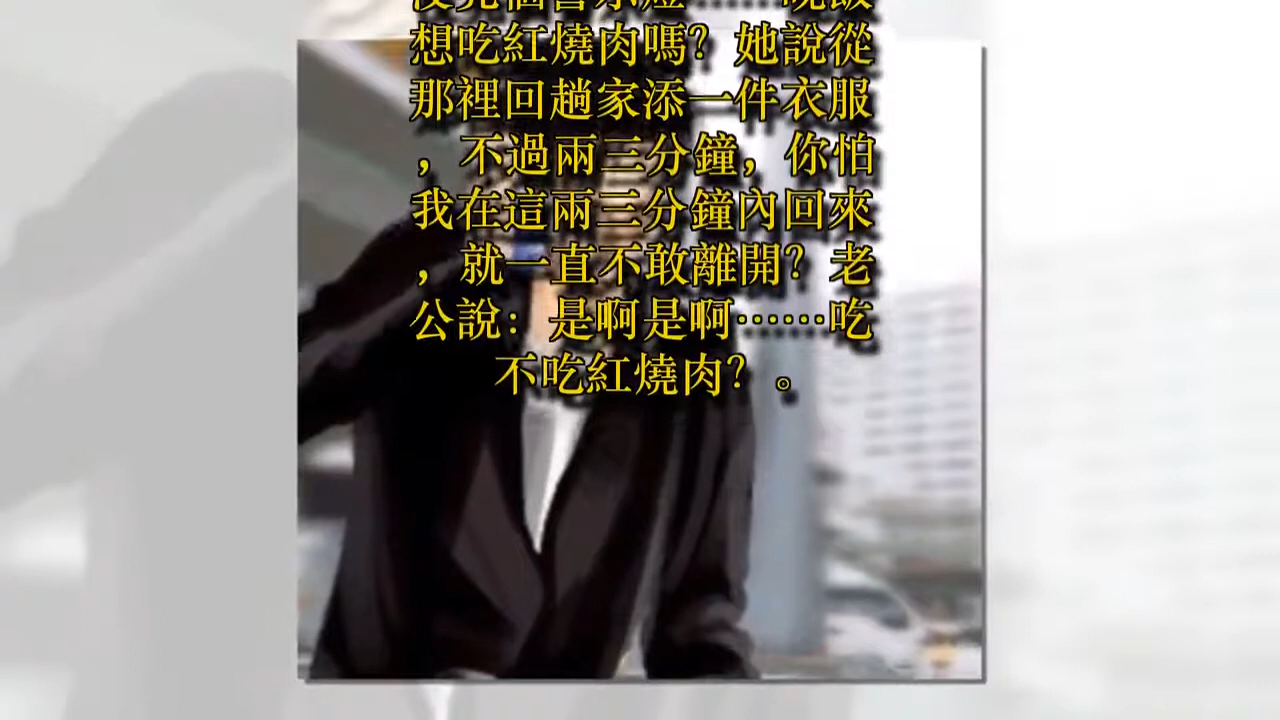 ……晚飯
想吃紅燒肉嗎？她說從
那裡回趟家添一件衣服
，不過兩三分鐘，你怕
我在這兩三分鐘內回來
，就一直不敢離開？老
公說：是啊是啊……吃
不吃紅燒肉？。